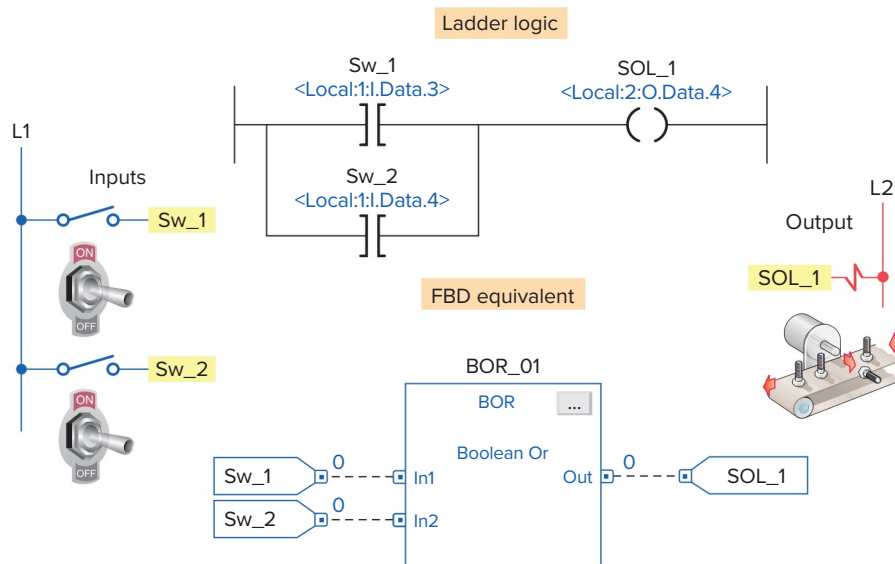 Ladder logic
Sw_1
<Local:1:I.Data.3>
SOL_1
<Local:2:O.Data.4>
L1
Inputs
Sw_1
ON
OFF
Sw_2
<Local:1:I.Data.4>
L2
Output
SOL_1
FBD equivalent
Sw_2
ON
OFF
BOR_01
BOR
...
Boolean Or
Sw_1
0
In1
Out
0
SOL_1
Sw_2
0
In2